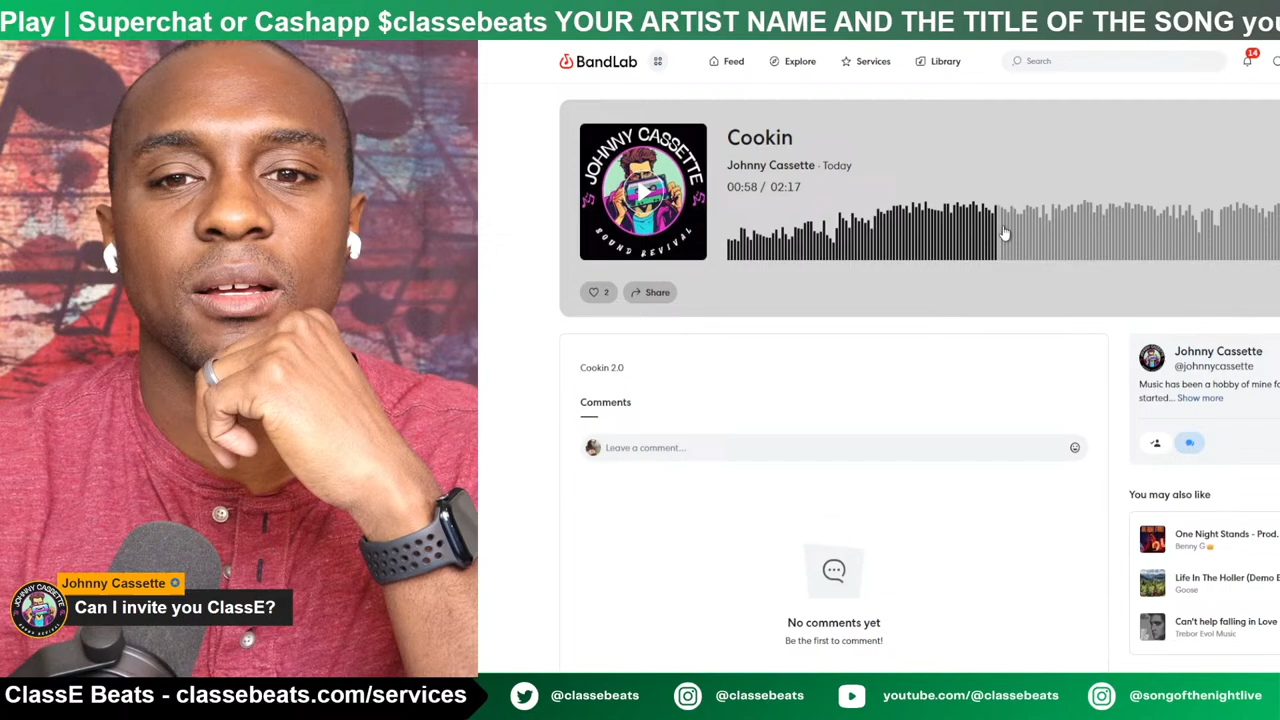 Play | Superchat or Cashapp $classebeats YOUR ARTIST NAME AND THE TITLE OF THE SONG
BandLab
Feed
Explore
Services
Library
Search
14
JOHNNY CASSETTE
SOUND REVIVAL
Cookin
Johnny Cassette · Today
00:58 / 02:17
2
Share
Cookin 2.0
Comments
Leave a comment...
No comments yet
Be the first to comment!
Johnny Cassette
@johnnycassette
Music has been a hobby of mine
started... Show more
You may also like
One Night Stands - Prod.
Benny G
Life In The Holler (Demo
Goose
Can't help falling in Love
Trebor Evol Music
Johnny Cassette
Can I invite you ClassE?
ClassE Beats - classebeats.com/services
@classebeats
@classebeats
youtube.com/@classebeats
@songofthenightlive